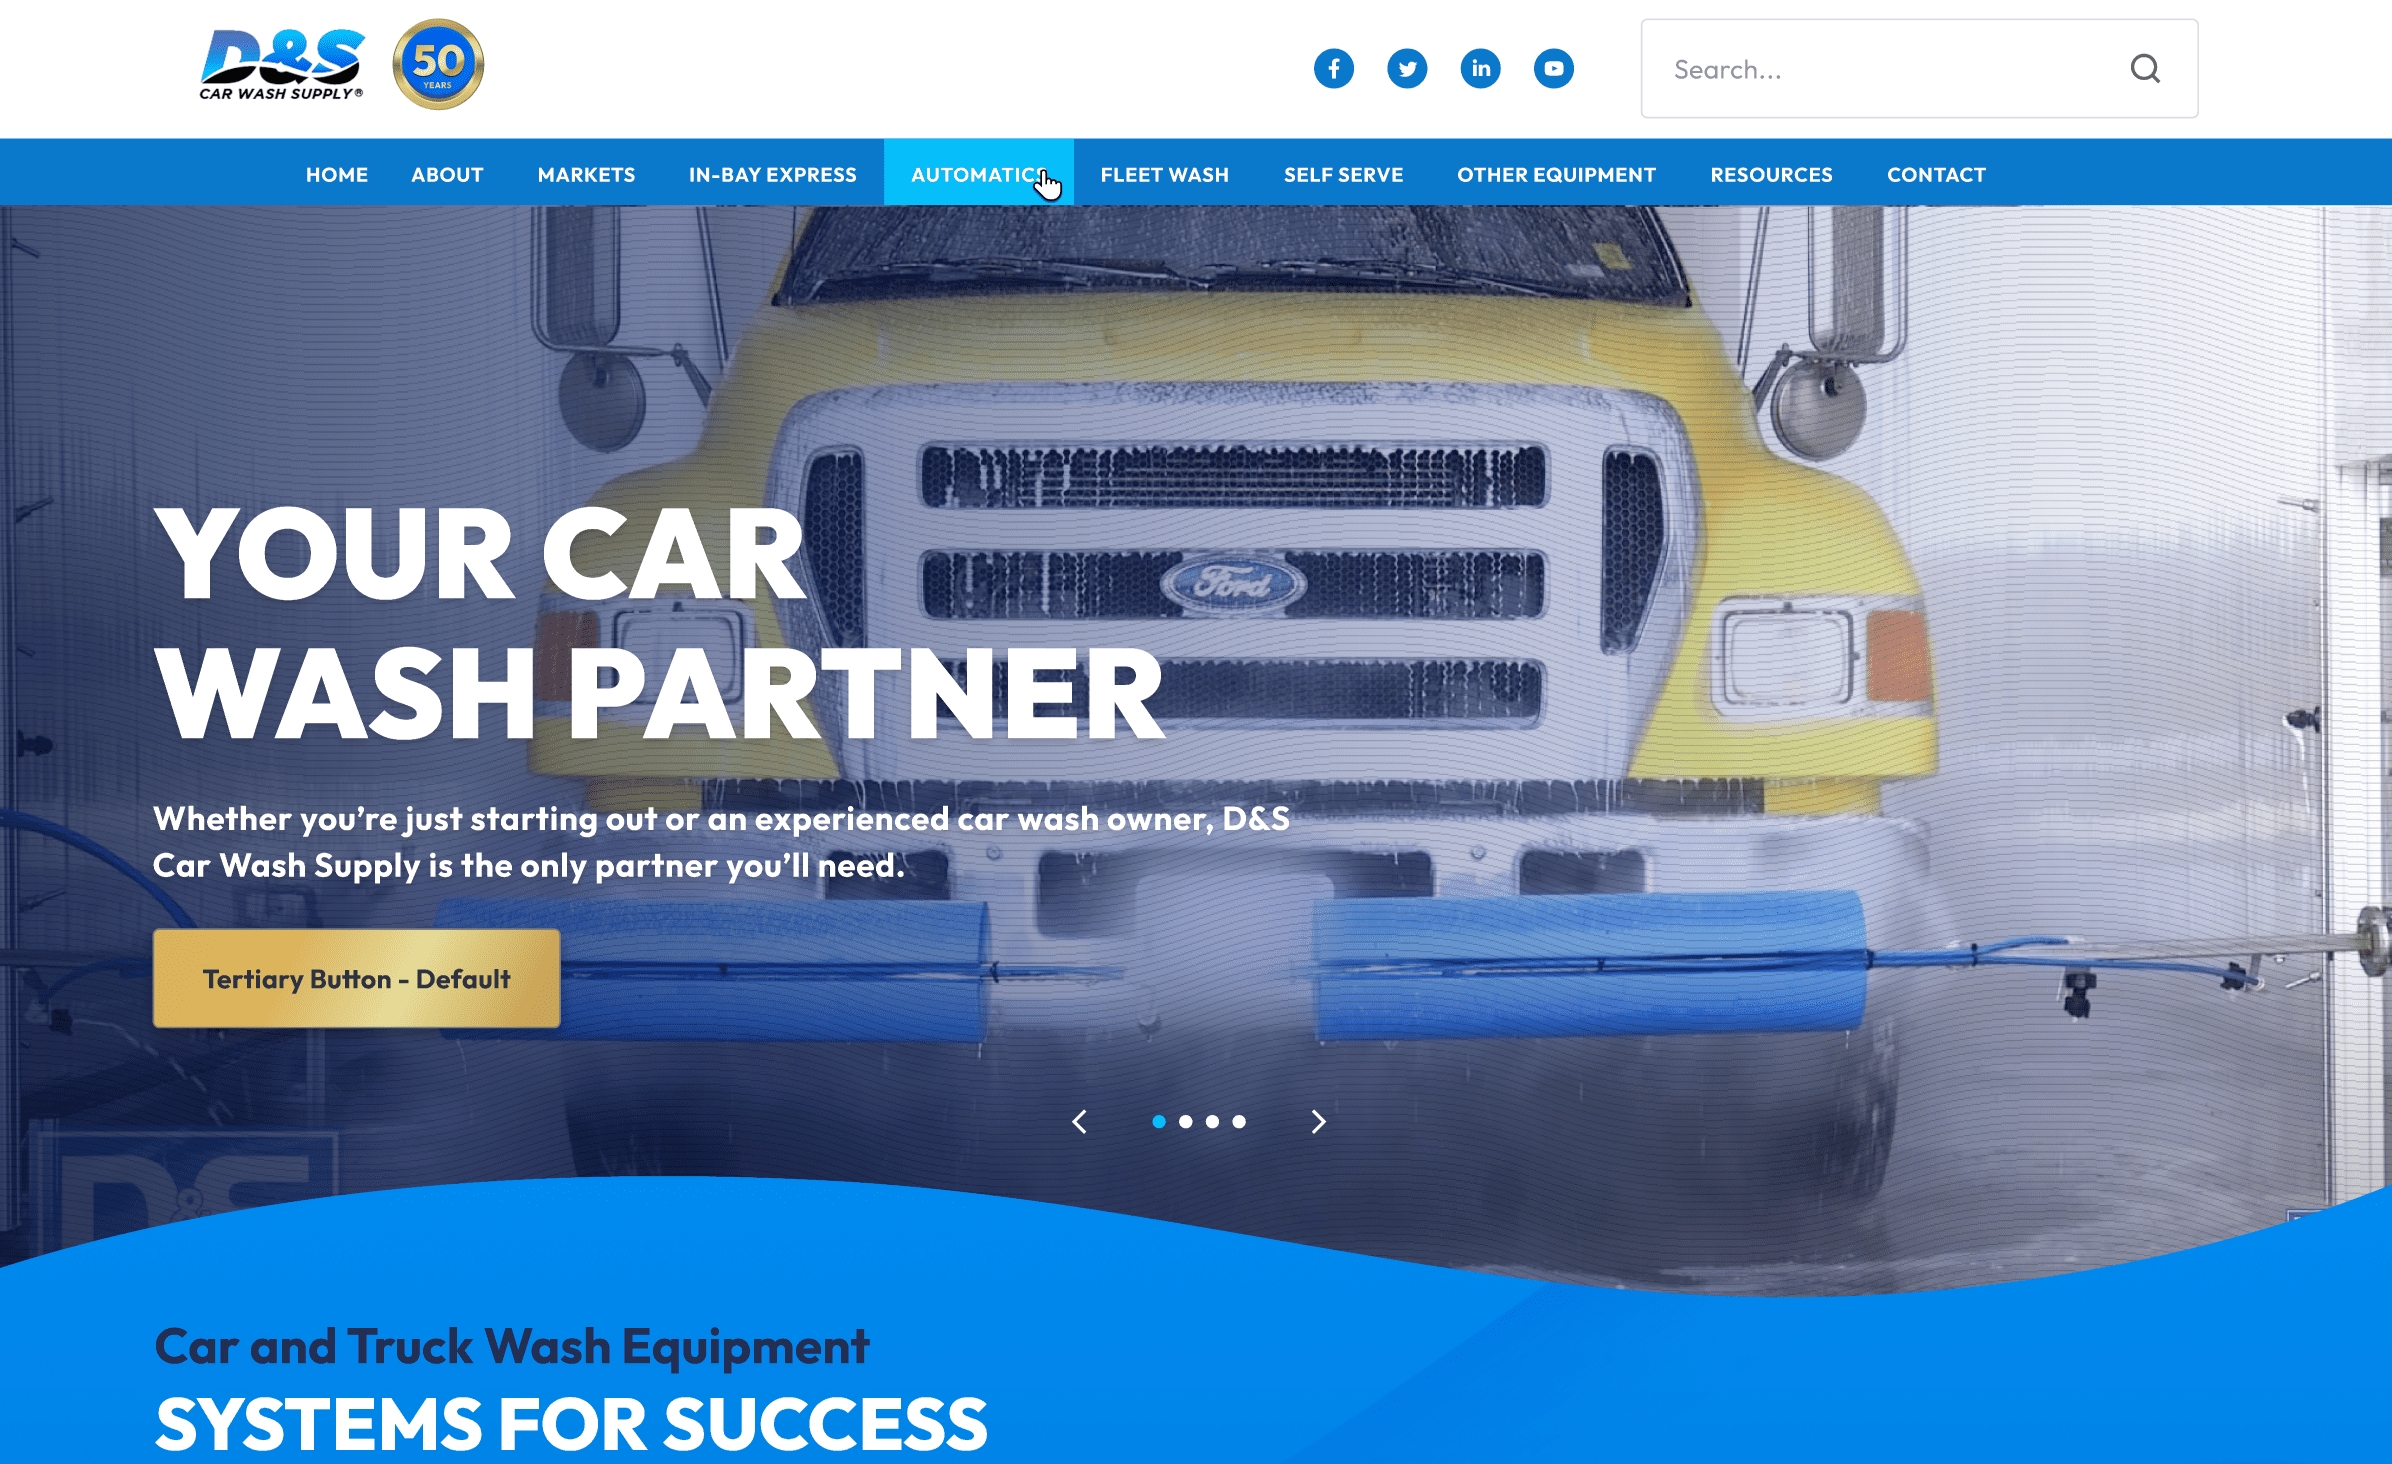 D&S
CAR WASH SUPPLY®
50
YEARS
Search...
HOME ABOUT MARKETS IN-BAY EXPRESS AUTOMATICS FLEET WASH SELF SERVE OTHER EQUIPMENT RESOURCES CONTACT
Ford
YOUR CAR
WASH PARTNER
Whether you’re just starting out or an experienced car wash owner, D&S
Car Wash Supply is the only partner you’ll need.
Tertiary Button - Default
D&S
Car and Truck Wash Equipment
SYSTEMS FOR SUCCESS